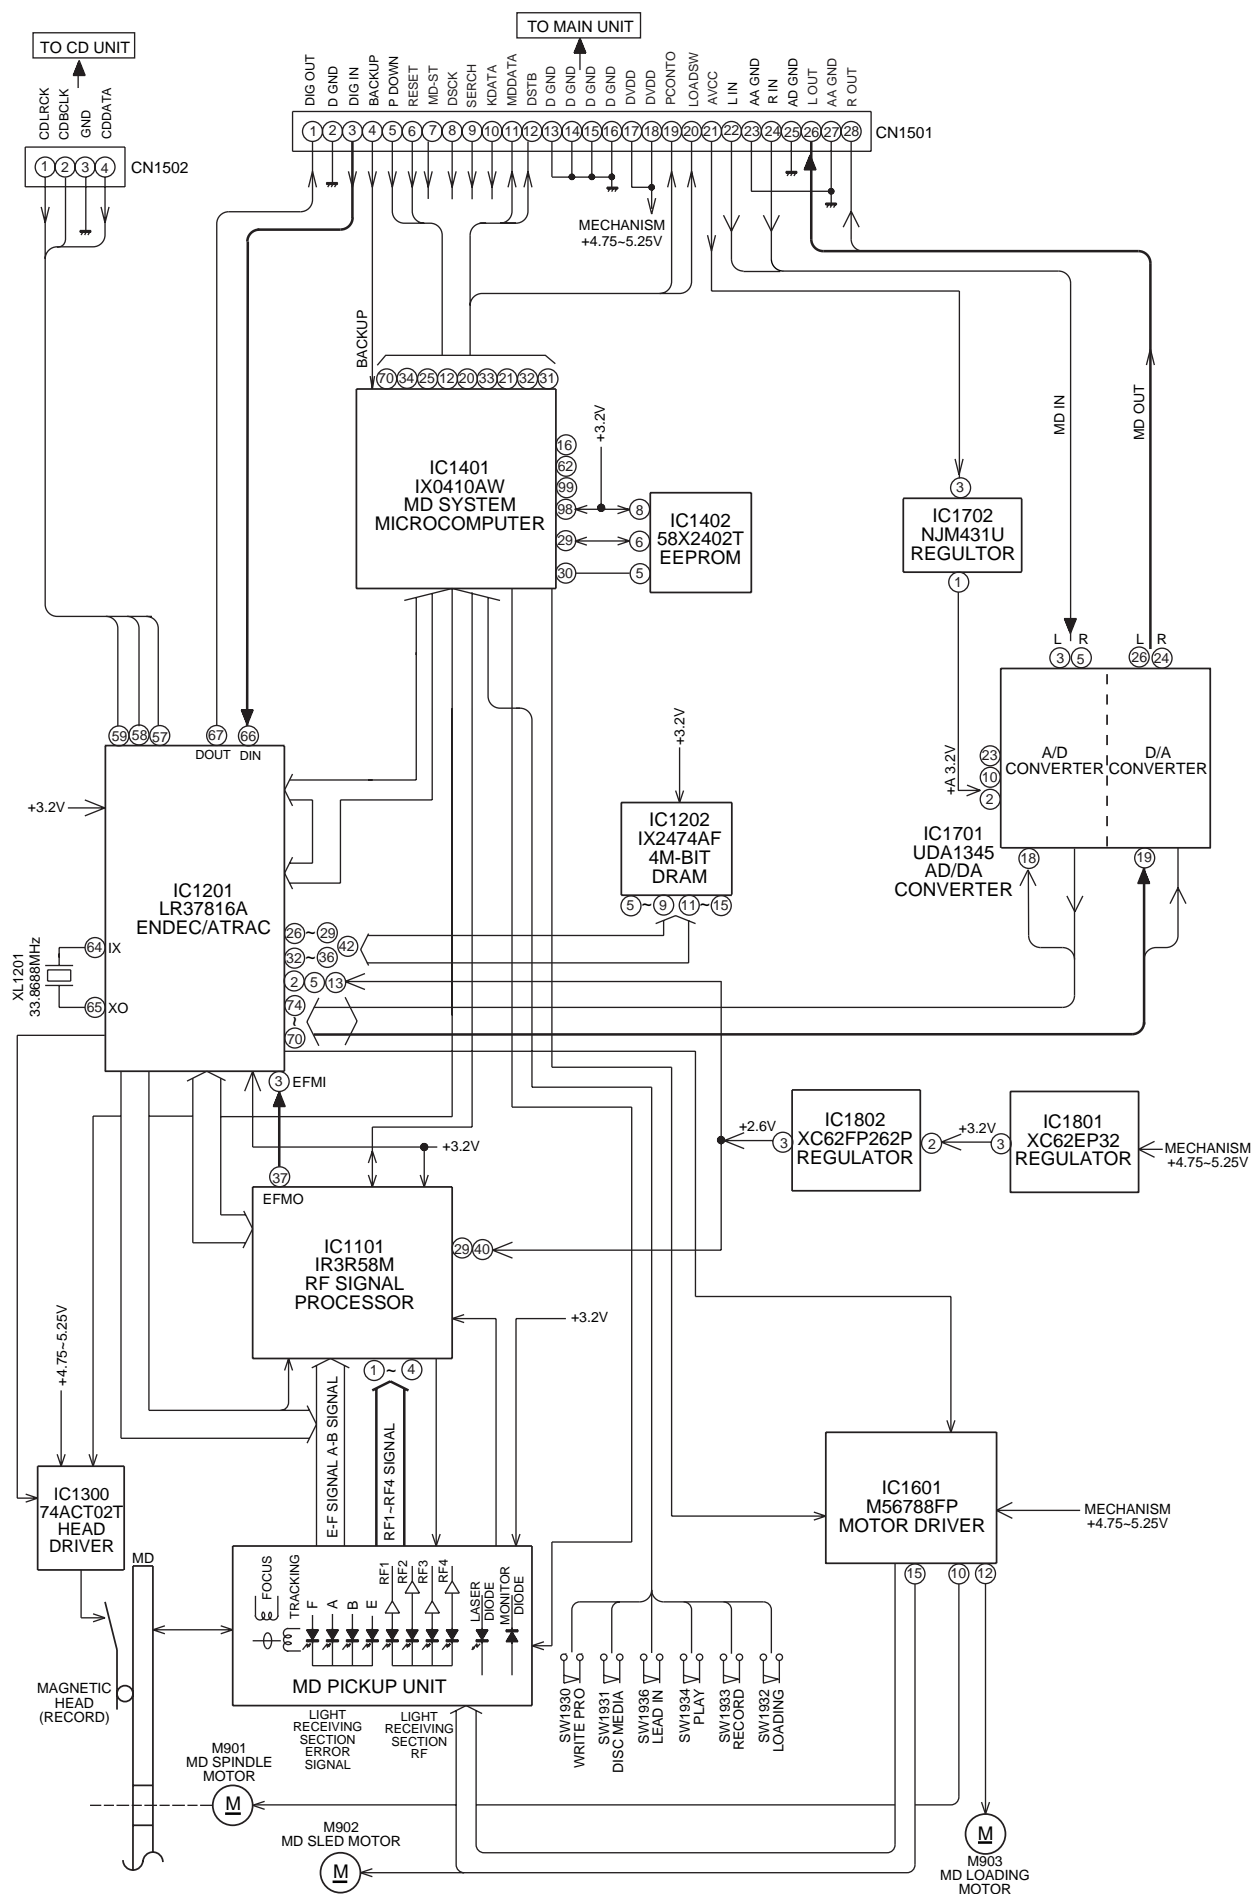 TO CD UNIT
TO MAIN UNIT
CDLRCK
CDBCLK
GND
CDDATA
1 2 3 4
CN1502
DIG OUT
D GND
DIG IN
BACKUP
P DOWN
RESET
MD-ST
DSCK
SERCH
KDATA
MDDATA
DSTB
D GND
D GND
D GND
D GND
DVDD
DVDD
PCONTO
LOADSW
AVCC
L IN
AA GND
R IN
AD GND
L OUT
AA GND
R OUT
1 2 3 4 5 6 7 8 9 10 11 12 13 14 15 16 17 18 19 20 21 22 23 24 25 26 27 28
CN1501
MECHANISM
+4.75~5.25V
BACKUP
70 34 25 12 20 33 21 32 31
IC1401
IX0410AW
MD SYSTEM
MICROCOMPUTER
16
62
99
98
29
30
+3.2V
8
6
5
IC1402
58X2402T
EEPROM
3
IC1702
NJM431U
REGULTOR
1
MD IN
MD OUT
L R
3 5
L R
26 24
+A 3.2V
23
10
2
A/D
CONVERTER
D/A
CONVERTER
IC1701
UDA1345
AD/DA
CONVERTER
18
19
59 58 57
67
66
DOUT
DIN
+3.2V
+3.2V
IC1202
IX2474AF
4M-BIT
DRAM
5~9 11~15
IC1201
LR37816A
ENDEC/ATRAC
XL1201
33.8688MHz
64 IX
65 XO
26~29
42
32~36
2 5 13
74
~
70
3 EFMI
+3.2V
37
EFMO
IC1802
XC62FP262P
REGULATOR
+2.6V
3
2
+3.2V
3
IC1801
XC62EP32
REGULATOR
MECHANISM
+4.75~5.25V
IC1101
IR3R58M
RF SIGNAL
PROCESSOR
29 40
1~4
+3.2V
+4.75~5.25V
E-F SIGNAL A-B SIGNAL
RF1~RF4 SIGNAL
IC1300
74ACT02T
HEAD
DRIVER
MD
IC1601
M56788FP
MOTOR DRIVER
MECHANISM
+4.75~5.25V
15
10
12
FOCUS
TRACKING
F
A
B
E
RF1
RF2
RF3
RF4
LASER
DIODE
MONITOR
DIODE
MD PICKUP UNIT
MAGNETIC
HEAD
(RECORD)
LIGHT
RECEIVING
SECTION
ERROR
SIGNAL
LIGHT
RECEIVING
SECTION
RF
SW1930
WRITE PRO
SW1931
DISC MEDIA
SW1936
LEAD IN
SW1934
PLAY
SW1933
RECORD
SW1932
LOADING
M901
MD SPINDLE
MOTOR
M
M902
MD SLED MOTOR
M
M
M903
MD LOADING
MOTOR